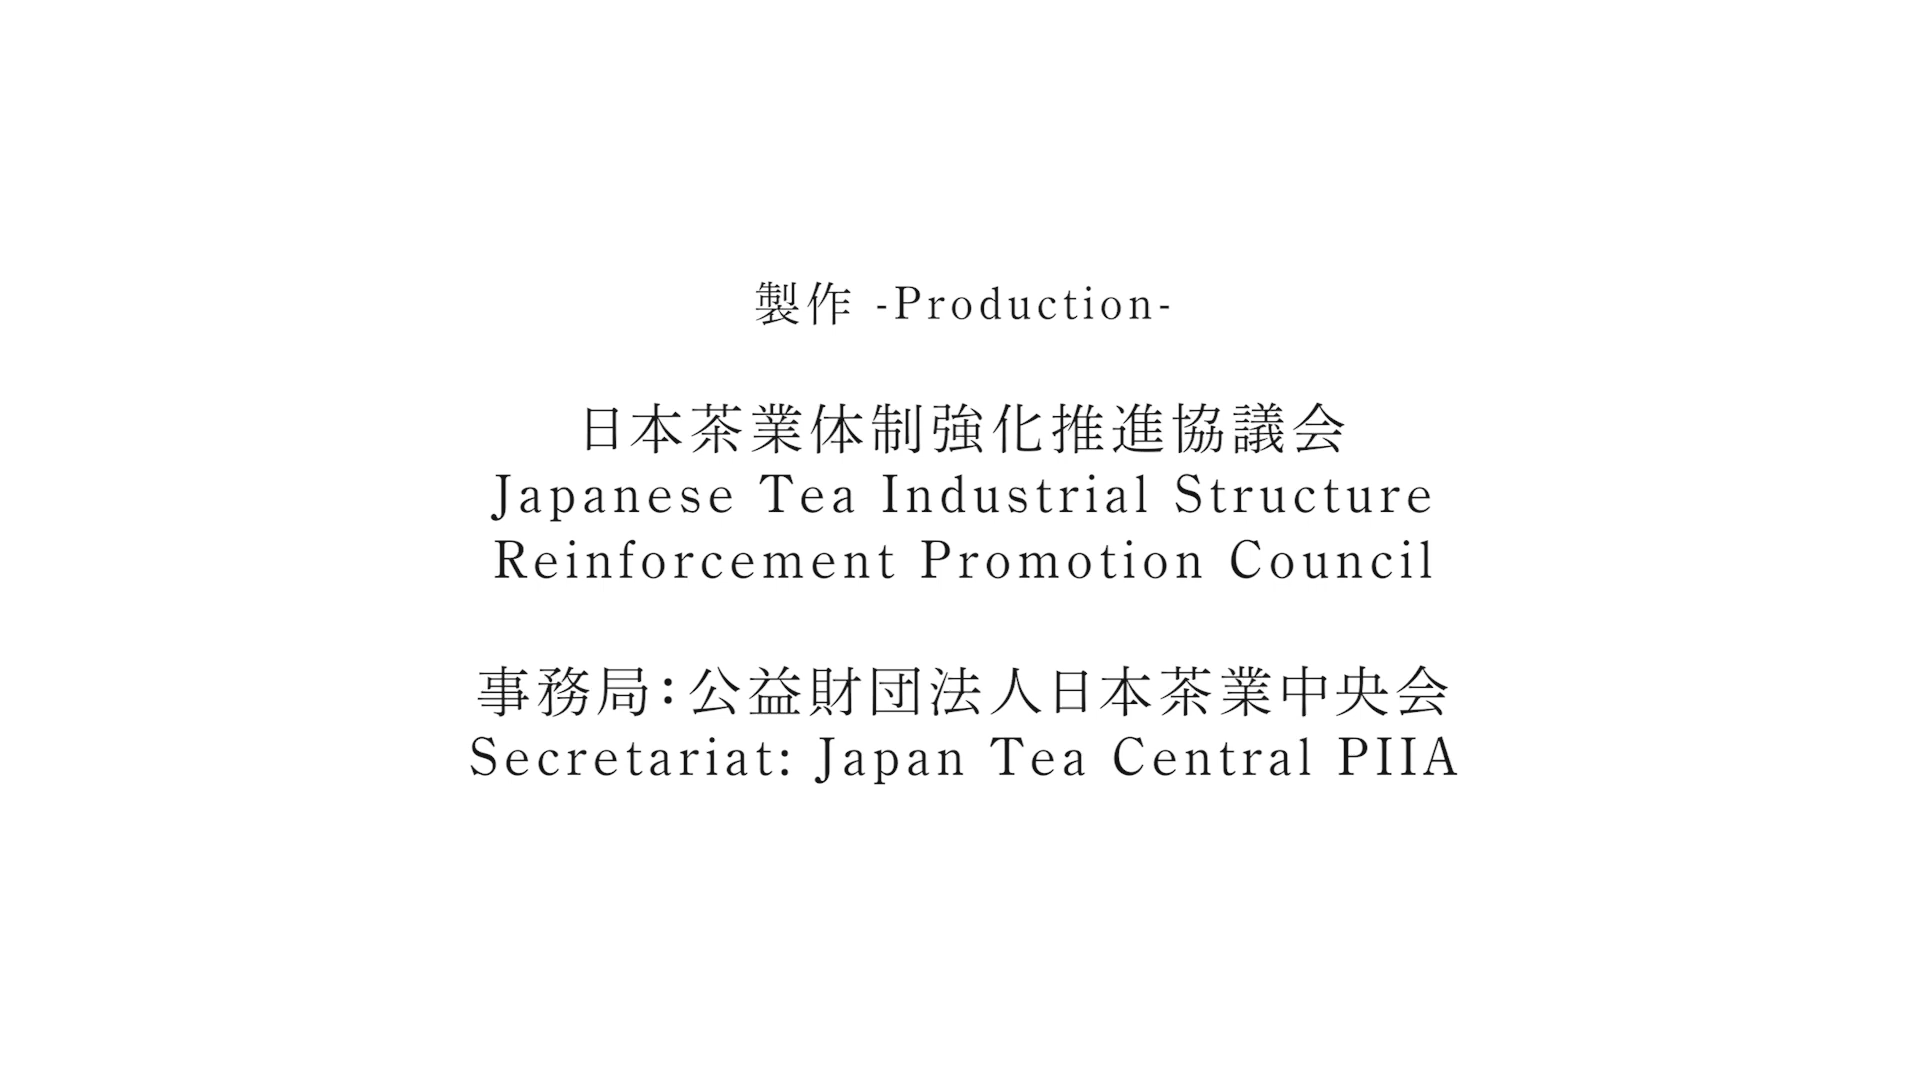 製作 -Production-
日本茶業体制強化推進協議会
Japanese Tea Industrial Structure
Reinforcement Promotion Council
事務局：公益財団法人日本茶業中央会
Secretariat: Japan Tea Central PIIA